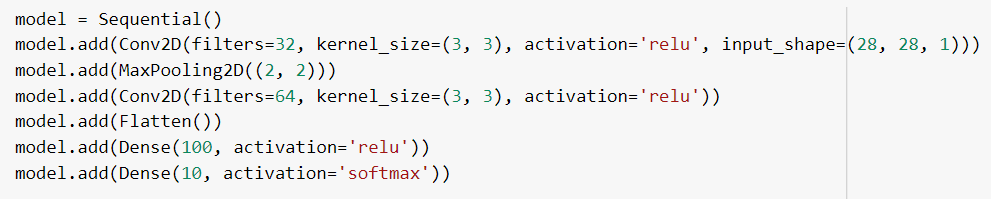 model = Sequential()
model.add(Conv2D(filters=32, kernel_size=(3, 3), activation='relu', input_shape=(28, 28, 1)))
model.add(MaxPooling2D((2, 2)))
model.add(Conv2D(filters=64, kernel_size=(3, 3), activation='relu'))
model.add(Flatten())
model.add(Dense(100, activation='relu'))
model.add(Dense(10, activation='softmax'))